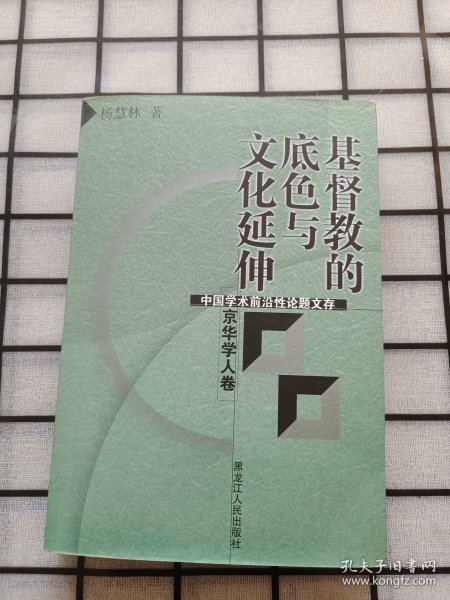 杨慧林 著
基督教的
底色与
文化延伸
中国学术前沿性论题文存
京华学人卷
黑龙江人民出版社
孔夫子旧书网
www.kongfz.com